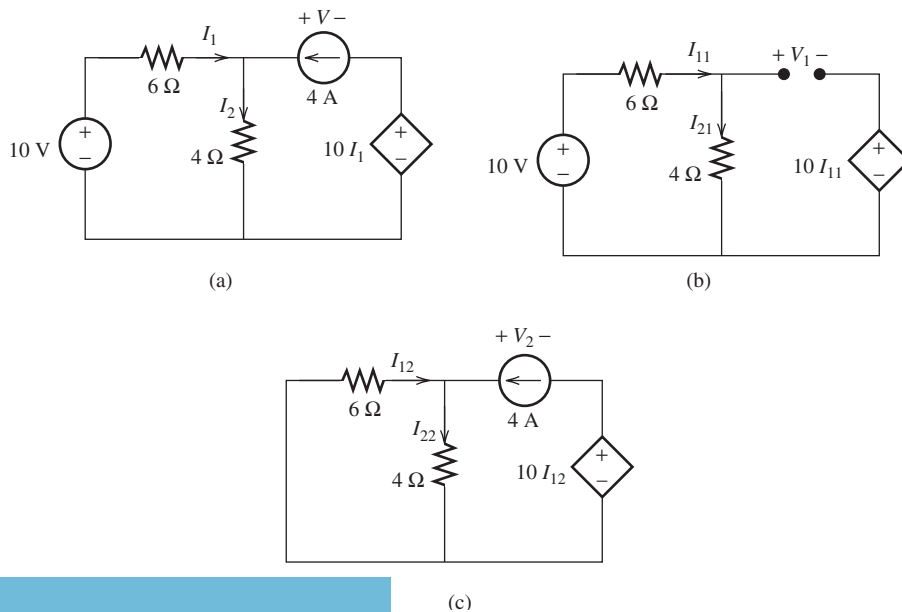 + V −
I1
6 Ω
4 A
I2
10 V
4 Ω
10 I1
(a)
+ V1 −
I11
6 Ω
I21
10 V
4 Ω
10 I11
(b)
+ V2 −
I12
6 Ω
4 A
I22
4 Ω
10 I12
(c)